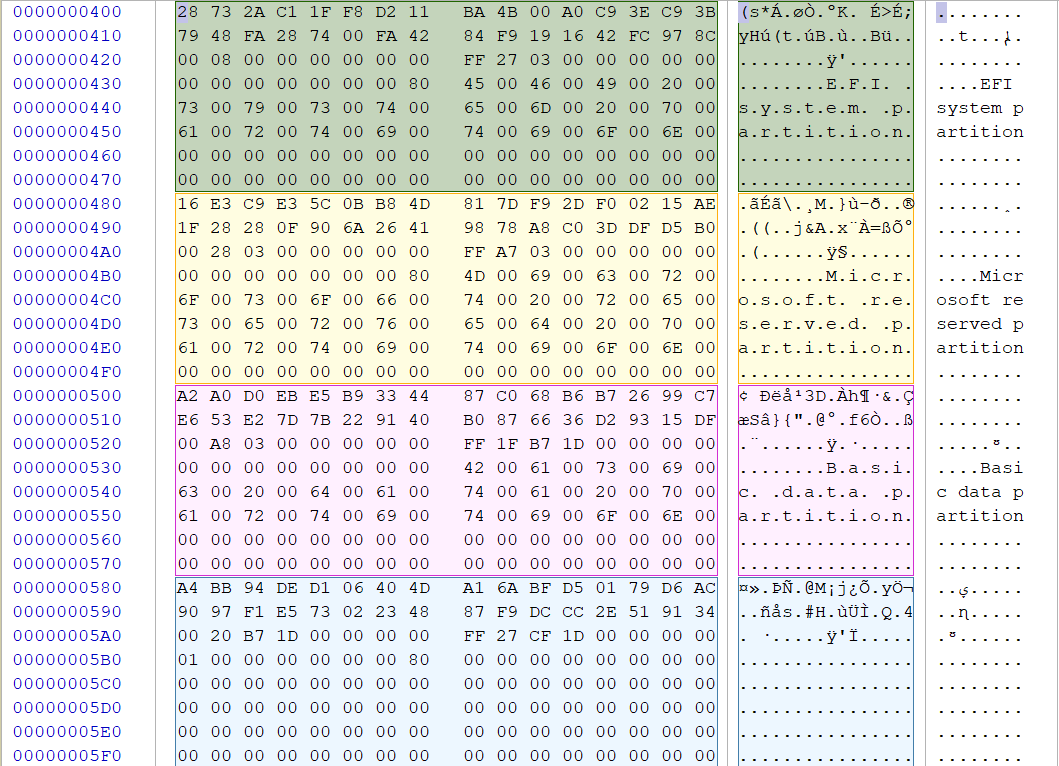 0000000400 28 73 2A C1 1F F8 D2 11 BA 4B 00 A0 C9 3E C9 3B (s*Á.øÒ.ºK. É>É; ........
0000000410 79 48 FA 28 74 00 FA 42 84 F9 19 16 42 FC 97 8C yHú(t.úB.ù..Bü.. ..t...ﱂ.
0000000420 00 08 00 00 00 00 00 00 FF 27 03 00 00 00 00 00 ........ÿ'...... ........
0000000430 00 00 00 00 00 00 00 80 45 00 46 00 49 00 20 00 ........E.F.I. . ....EFI
0000000440 73 00 79 00 73 00 74 00 65 00 6D 00 20 00 70 00 s.y.s.t.e.m. .p. system p
0000000450 61 00 72 00 74 00 69 00 74 00 69 00 6F 00 6E 00 a.r.t.i.t.i.o.n. artition
0000000460 00 00 00 00 00 00 00 00 00 00 00 00 00 00 00 00 ................ ........
0000000470 00 00 00 00 00 00 00 00 00 00 00 00 00 00 00 00 ................ ........
0000000480 16 E3 C9 E3 5C 0B B8 4D 81 7D F9 2D F0 02 15 AE .ãÉã\.¸M.}ù-ð..® ......˰.
0000000490 1F 28 28 0F 90 6A 26 41 98 78 A8 C0 3D DF D5 B0 .((..j&A.x¨À=ßÕ° ........
00000004A0 00 28 03 00 00 00 00 00 FF A7 03 00 00 00 00 00 .(......ÿ§...... ........
00000004B0 00 00 00 00 00 00 00 80 4D 00 69 00 63 00 72 00 ........M.i.c.r. ....Micr
00000004C0 6F 00 73 00 6F 00 66 00 74 00 20 00 72 00 65 00 o.s.o.f.t. .r.e. osoft re
00000004D0 73 00 65 00 72 00 76 00 65 00 64 00 20 00 70 00 s.e.r.v.e.d. .p. served p
00000004E0 61 00 72 00 74 00 69 00 74 00 69 00 6F 00 6E 00 a.r.t.i.t.i.o.n. artition
00000004F0 00 00 00 00 00 00 00 00 00 00 00 00 00 00 00 00 ................ ........
0000000500 A2 A0 D0 EB E5 B9 33 44 87 C0 68 B6 B7 26 99 C7 ¢ Ðëå¹3D.Àh¶·&.Ç ........
0000000510 E6 53 E2 7D 7B 22 91 40 B0 87 66 36 D2 93 15 DF æSâ}{".@°.f6Ò..ß ........
0000000520 00 A8 03 00 00 00 00 00 FF 1F B7 1D 00 00 00 00 .¨......ÿ.·..... .....ᶷ..
0000000530 00 00 00 00 00 00 00 00 42 00 61 00 73 00 69 00 ........B.a.s.i. ....Basi
0000000540 63 00 20 00 64 00 61 00 74 00 61 00 20 00 70 00 c. .d.a.t.a. .p. c data p
0000000550 61 00 72 00 74 00 69 00 74 00 69 00 6F 00 6E 00 a.r.t.i.t.i.o.n. artition
0000000560 00 00 00 00 00 00 00 00 00 00 00 00 00 00 00 00 ................ ........
0000000570 00 00 00 00 00 00 00 00 00 00 00 00 00 00 00 00 ................ ........
0000000580 A4 BB 94 DE D1 06 40 4D A1 6A BF D5 01 79 D6 AC ¤».ÞÑ.@M¡j¿Õ.yÖ¬ ..ې.....
0000000590 90 97 F1 E5 73 02 23 48 87 F9 DC CC 2E 51 91 34 ..ñås.#H.ùÜÌ.Q.4 ..ɳ.....
00000005A0 00 20 B7 1D 00 00 00 00 FF 27 CF 1D 00 00 00 00 . ·.....ÿ'Ï..... .ᶷ......
00000005B0 01 00 00 00 00 00 00 80 00 00 00 00 00 00 00 00 ................ ........
00000005C0 00 00 00 00 00 00 00 00 00 00 00 00 00 00 00 00 ................ ........
00000005D0 00 00 00 00 00 00 00 00 00 00 00 00 00 00 00 00 ................ ........
00000005E0 00 00 00 00 00 00 00 00 00 00 00 00 00 00 00 00 ................ ........
00000005F0 00 00 00 00 00 00 00 00 00 00 00 00 00 00 00 00 ................ ........